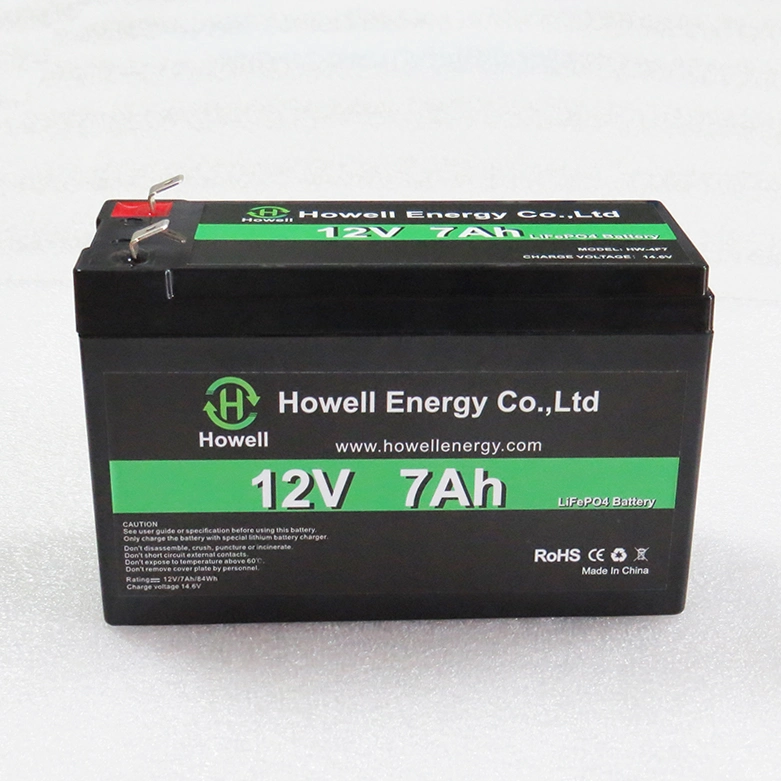 Howell
Howell Energy Co.,Ltd
12V 7Ah LiFePO4 Battery
MODEL: HW-4F7
CHARGE VOLTAGE: 14.6V
H
Howell
Howell Energy Co.,Ltd
www.howellenergy.com
12V 7Ah LiFePO4 Battery
CAUTION
See user guide or specification before using this battery.
Only charge the battery with special lithium battery charger.
Don't disassemble, crush, puncture or incinerate.
Don't short circuit external contacts.
Don't expose to temperature above 60℃.
Don't remove cover plate by personnel.
Rating 12V/7Ah/84Wh
Charge voltage 14.6V
RoHS CE
Made In China